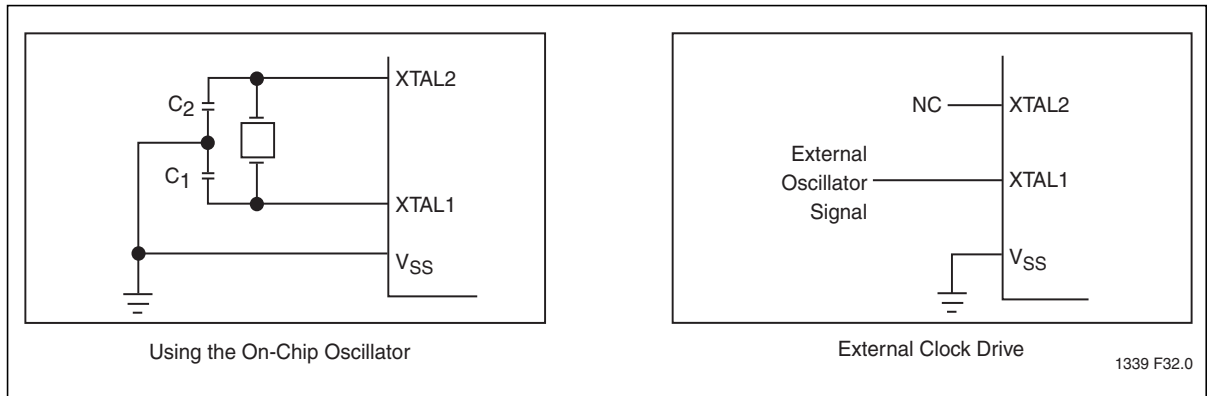 XTAL2
C2
C1
XTAL1
VSS
Using the On-Chip Oscillator
NC
XTAL2
External
Oscillator
Signal
XTAL1
VSS
External Clock Drive
1339 F32.0